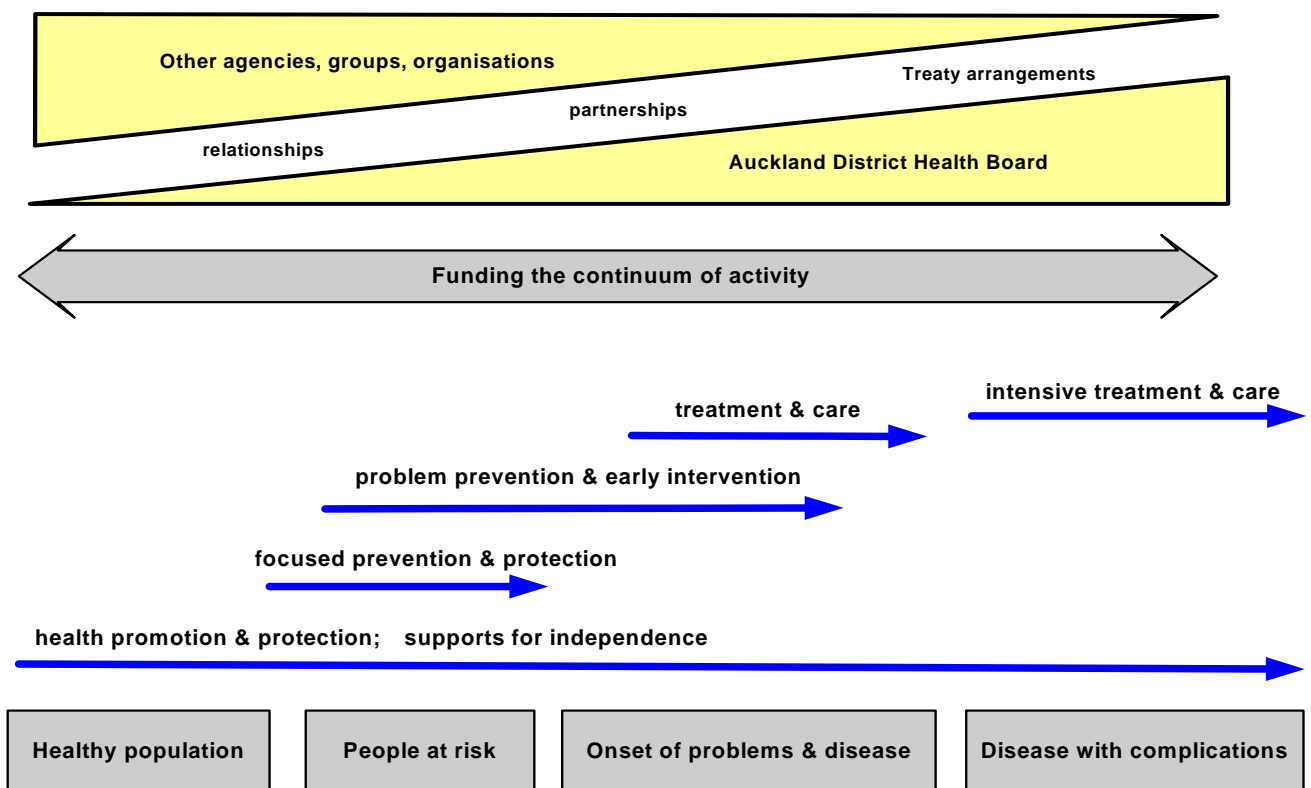 Other agencies, groups, organisations
Treaty arrangements
partnerships
relationships
Auckland District Health Board
Funding the continuum of activity
intensive treatment & care
treatment & care
problem prevention & early intervention
focused prevention & protection
health promotion & protection; supports for independence
Healthy population
People at risk
Onset of problems & disease
Disease with complications